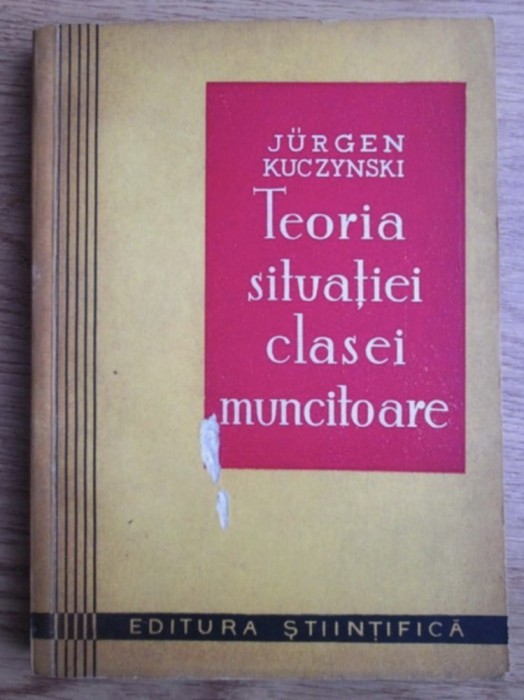 JÜRGEN
KUCZYNSKI
Teoria
situației
clasei
muncitoare
EDITURA ȘTIINȚIFICĂ